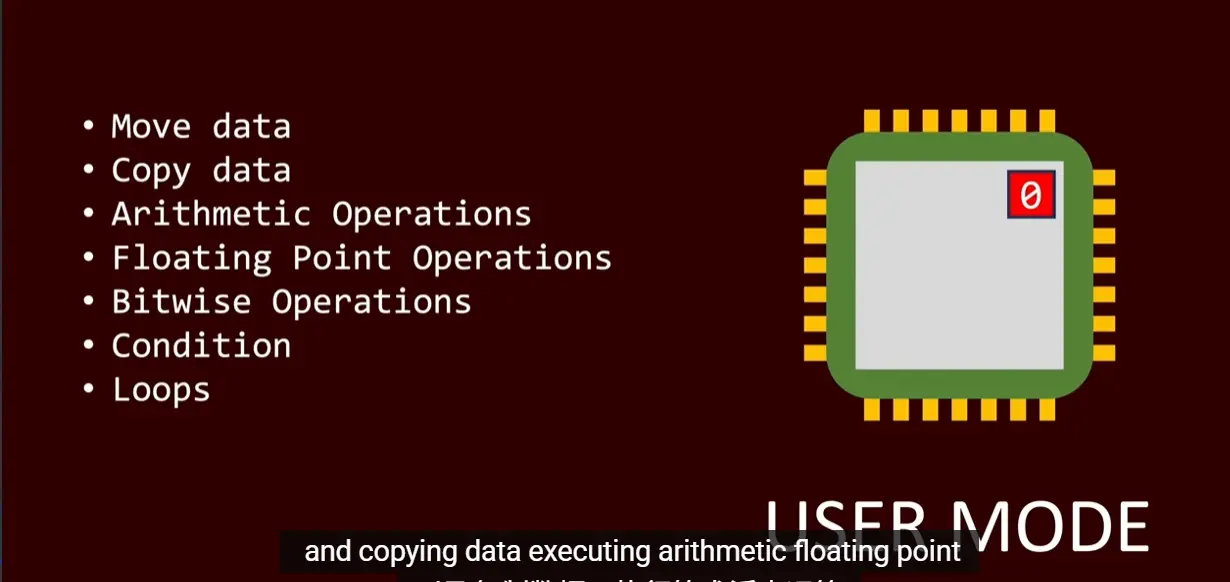 • Move data
• Copy data
• Arithmetic Operations
• Floating Point Operations
• Bitwise Operations
• Condition
• Loops
0
USER MODE
and copying data executing arithmetic floating point